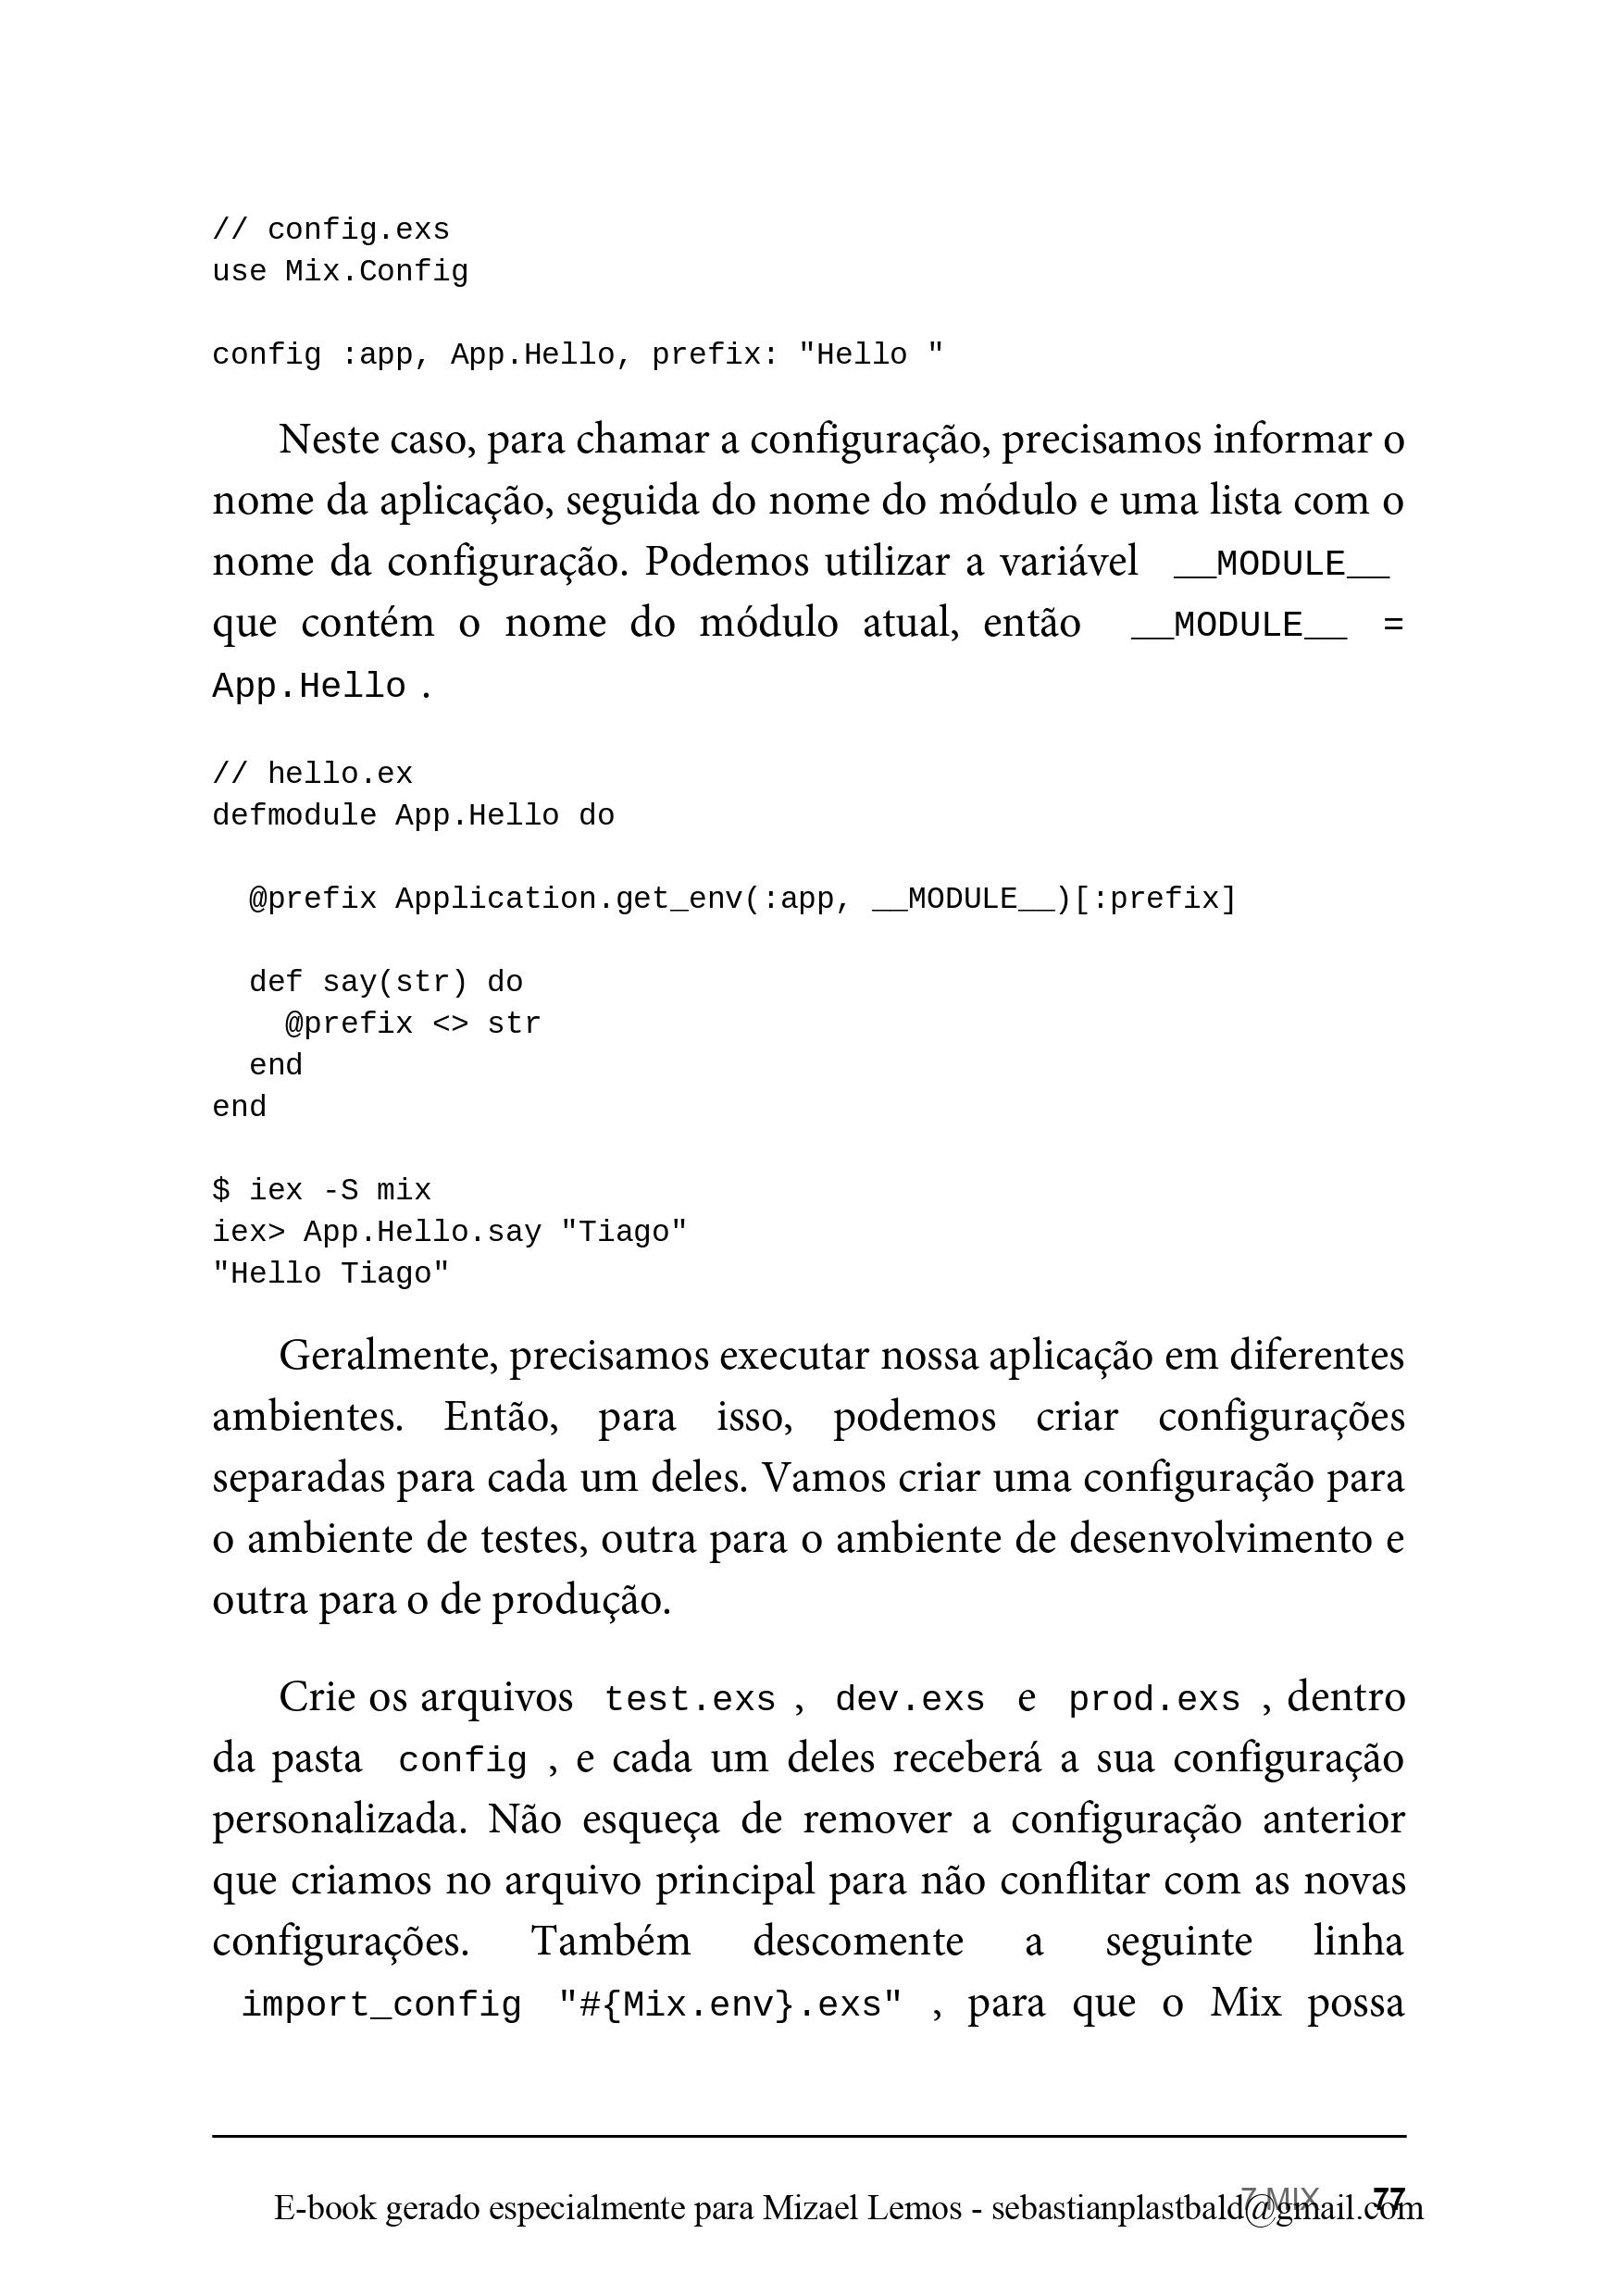 // config.exs
use Mix.Config
config :app, App.Hello, prefix: "Hello "
Neste caso, para chamar a configuração, precisamos informar o
nome da aplicação, seguida do nome do módulo e uma lista com o
nome da configuração. Podemos utilizar a variável __MODULE__
que contém o nome do módulo atual, então __MODULE__ =
App.Hello .
// hello.ex
defmodule App.Hello do
  @prefix Application.get_env(:app, __MODULE__)[:prefix]
  def say(str) do
    @prefix <> str
  end
end
$ iex -S mix
iex> App.Hello.say "Tiago"
"Hello Tiago"
Geralmente, precisamos executar nossa aplicação em diferentes
ambientes. Então, para isso, podemos criar configurações
separadas para cada um deles. Vamos criar uma configuração para
o ambiente de testes, outra para o ambiente de desenvolvimento e
outra para o de produção.
Crie os arquivos test.exs , dev.exs e prod.exs , dentro
da pasta config , e cada um deles receberá a sua configuração
personalizada. Não esqueça de remover a configuração anterior
que criamos no arquivo principal para não conflitar com as novas
configurações. Também descomente a seguinte linha
import_config "#{Mix.env}.exs" , para que o Mix possa
7 MIX 77
E-book gerado especialmente para Mizael Lemos - sebastianplastbald@gmail.com